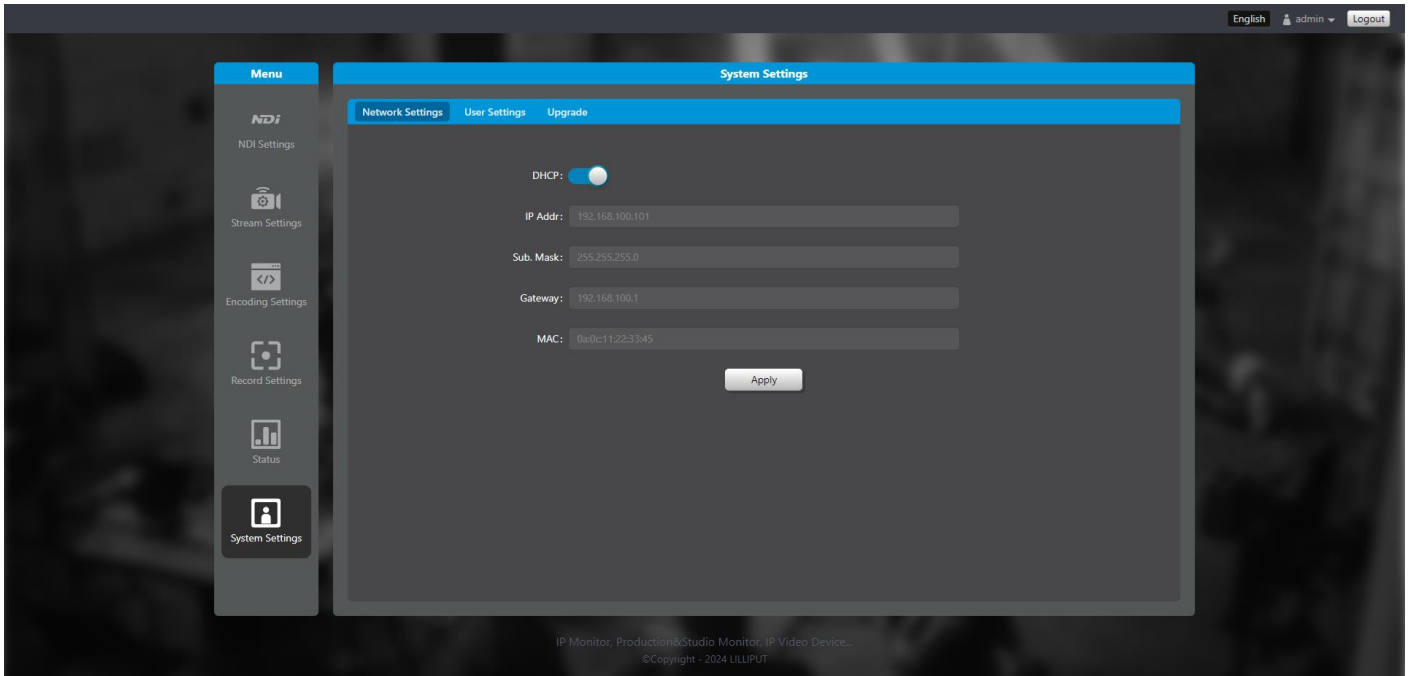 English admin Logout
Menu
System Settings
NDI
NDI Settings
Stream Settings
Encoding Settings
Record Settings
Status
System Settings
Network Settings User Settings Upgrade
DHCP:
IP Addr: 192.168.100.101
Sub. Mask: 255.255.255.0
Gateway: 192.168.100.1
MAC: 0a:0c:11:22:33:45
Apply
IP Monitor, Production&Studio Monitor, IP Video Device...
©Copyright - 2024 LILLIPUT